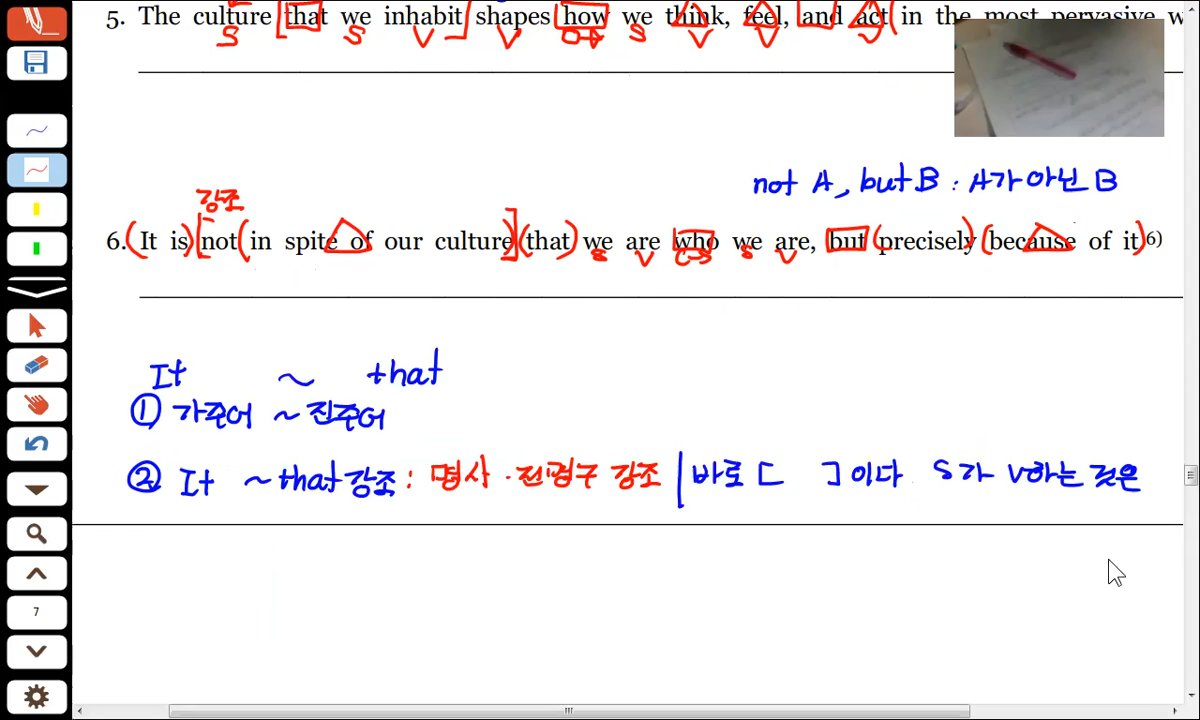 5. The culture that we inhabit shapes how we think, feel, and act in the most pervasive w
S S V V S V V V
not A, but B : A가 아닌 B
강조
6. It is not (in spite of our culture) (that) we are who we are, but (precisely) (because of it) 6)
S V S V
It ~ that
① 가주어 ~ 진주어
② It ~ that 강조 : 명사 · 전명구 강조 | 바로 [ ] 이다 S가 V하는 것은
7